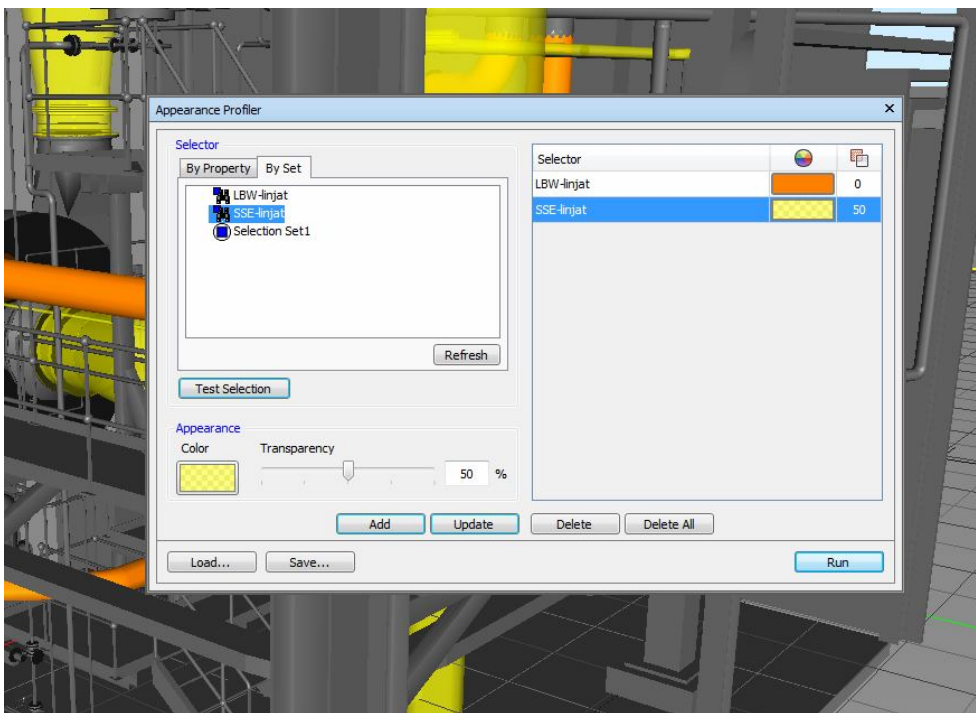 Appearance Profiler
Selector
By Property By Set
LBW-linjat
SSE-linjat
Selection Set1
Refresh
Test Selection
Appearance
Color Transparency
50 %
Selector
LBW-linjat 0
SSE-linjat 50
Add Update Delete Delete All
Load... Save... Run